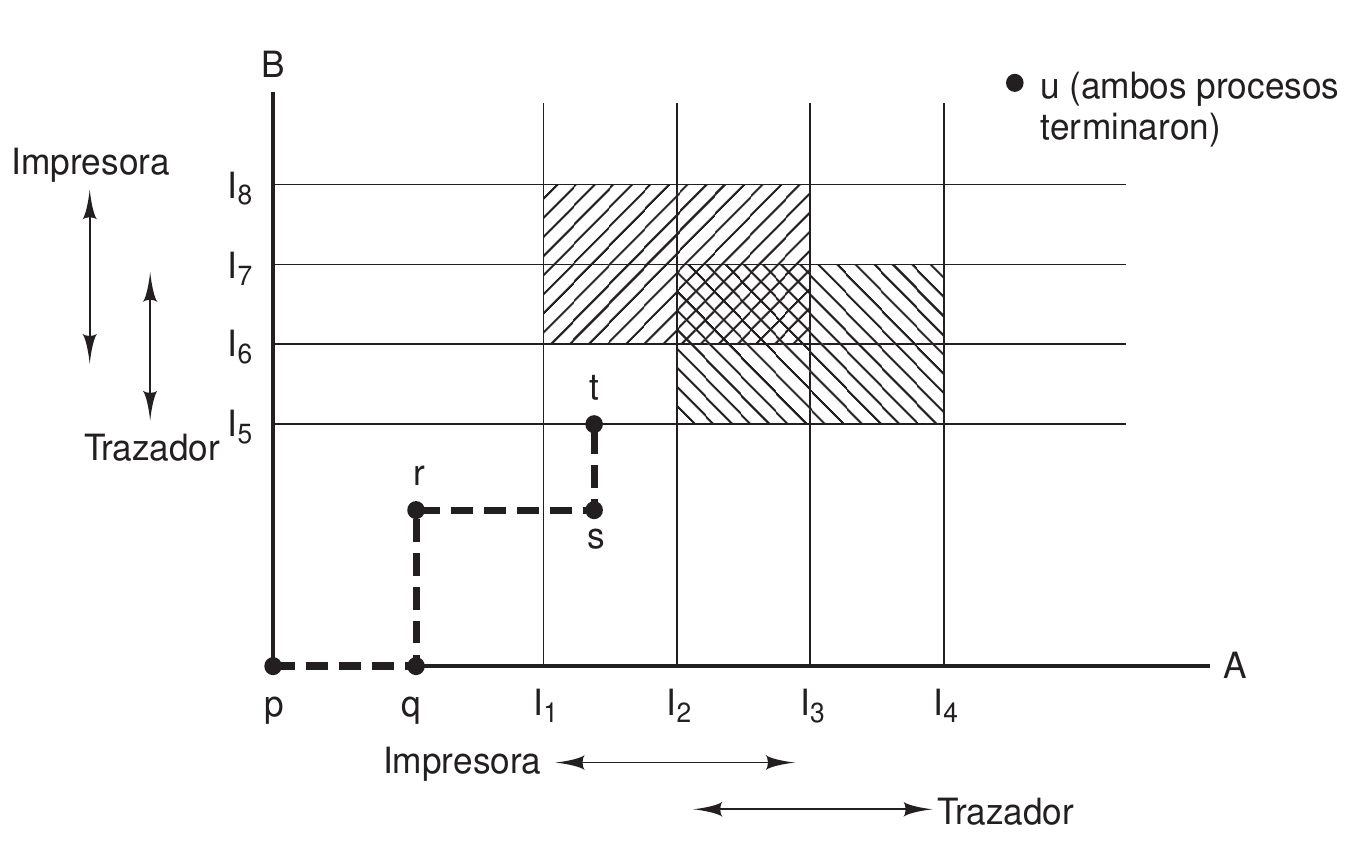 B
u (ambos procesos
terminaron)
Impresora
I8
I7
I6
t
I5
Trazador
r
s
A
p q I1 I2 I3 I4
Impresora
Trazador